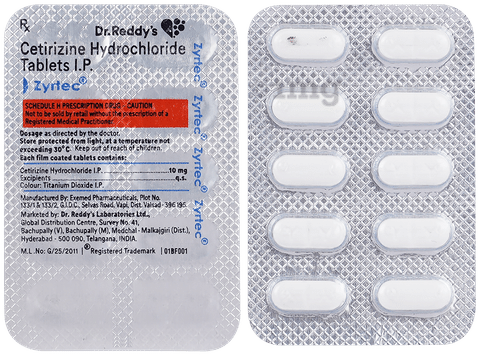 Rx
Dr.Reddy's
Cetirizine Hydrochloride
Tablets I.P.
Zyrtec®
SCHEDULE H PRESCRIPTION DRUG - CAUTION
Not to be sold by retail without the prescription of a
Registered Medical Practitioner.
Dosage as directed by the doctor.
Store protected from light, at a temperature not
exceeding 30°C. Keep out of reach of children.
Each film coated tablets contains:
Cetirizine Hydrochloride I.P. 10 mg
Excipients q.s.
Colour: Titanium Dioxide I.P.
Manufactured By: Exemed Pharmaceuticals, Plot No.
133/1 & 133/2, G.I.D.C., Selvas Road, Vapi, Dist. Valsad - 396 195.
Marketed by: Dr. Reddy's Laboratories Ltd.,
Global Distribution Centre, Survey No. 41,
Bachupally (V), Bachupally (M), Medchal - Malkajgiri (Dist.),
Hyderabad - 500 090, Telangana, INDIA.
M.L. No: G/25/2011 | ®Registered Trademark | 01BF001
Zyrtec®
Zyrtec®
Zyrtec®